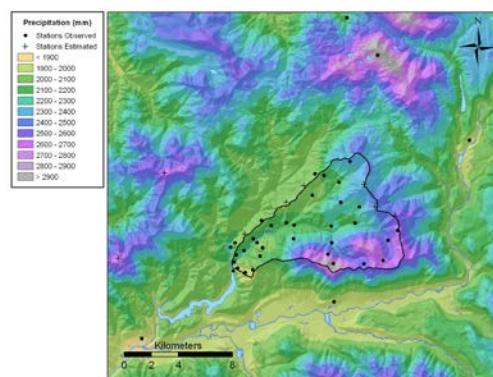 Precipitation (mm)
Stations Observed
Stations Estimated
< 1900
1900 - 2000
2000 - 2100
2100 - 2200
2200 - 2300
2300 - 2400
2400 - 2500
2500 - 2600
2600 - 2700
2700 - 2800
2800 - 2900
> 2900
N
Kilometers
0 2 4 8